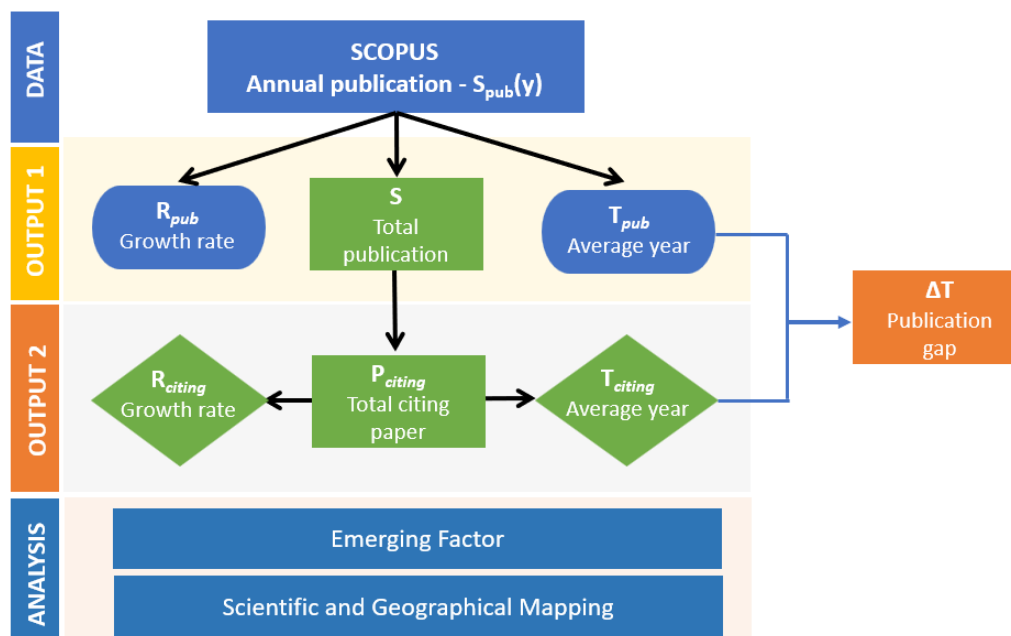 DATA
SCOPUS
Annual publication - Spub(y)
OUTPUT 1
Rpub
Growth rate
S
Total
publication
Tpub
Average year
ΔT
Publication
gap
OUTPUT 2
Rciting
Growth rate
Pciting
Total citing
paper
Tciting
Average year
ANALYSIS
Emerging Factor
Scientific and Geographical Mapping